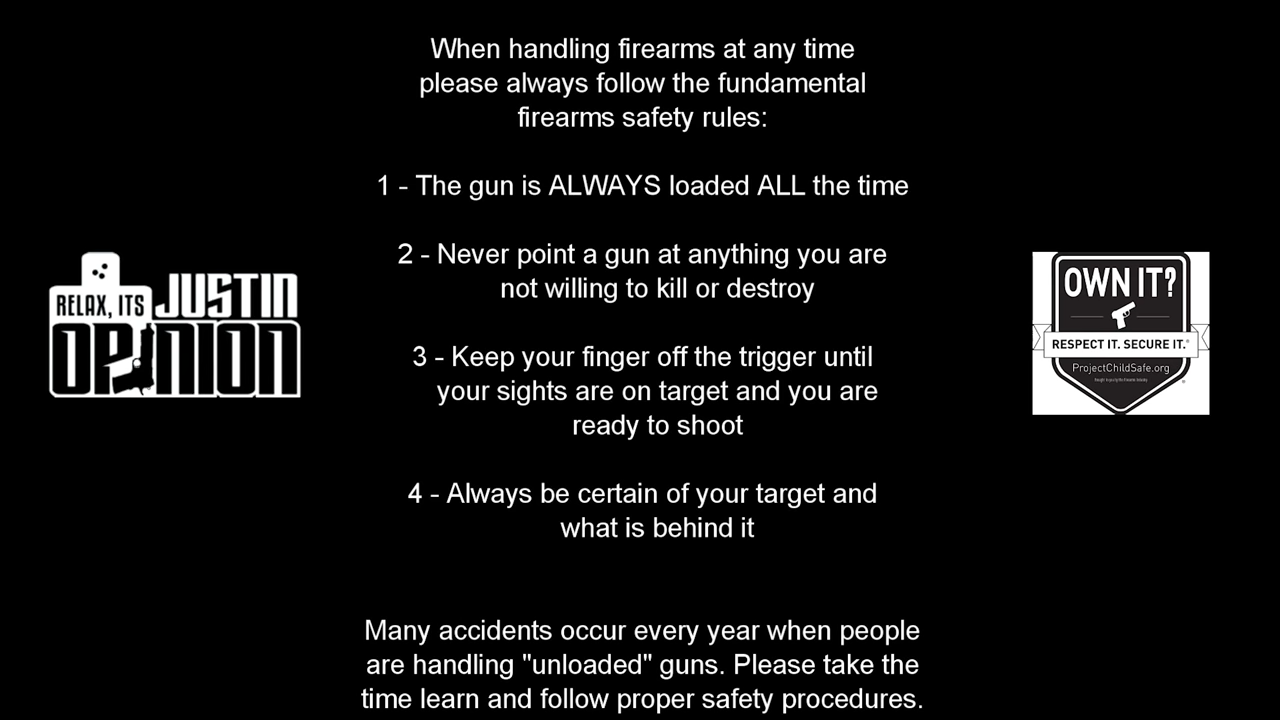 When handling firearms at any time
please always follow the fundamental
firearms safety rules:
1 - The gun is ALWAYS loaded ALL the time
2 - Never point a gun at anything you are
not willing to kill or destroy
3 - Keep your finger off the trigger until
your sights are on target and you are
ready to shoot
4 - Always be certain of your target and
what is behind it
Many accidents occur every year when people
are handling "unloaded" guns. Please take the
time learn and follow proper safety procedures.
RELAX, ITS JUSTIN
OPINION
OWN IT?
RESPECT IT. SECURE IT.®
ProjectChildSafe.org